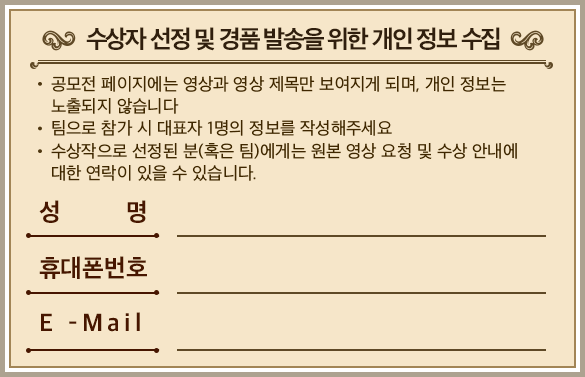 수상자 선정 및 경품 발송을 위한 개인 정보 수집
• 공모전 페이지에는 영상과 영상 제목만 보여지게 되며, 개인 정보는
노출되지 않습니다
• 팀으로 참가 시 대표자 1명의 정보를 작성해주세요
• 수상작으로 선정된 분(혹은 팀)에게는 원본 영상 요청 및 수상 안내에
대한 연락이 있을 수 있습니다.
성 명
휴대폰번호
E -Mail